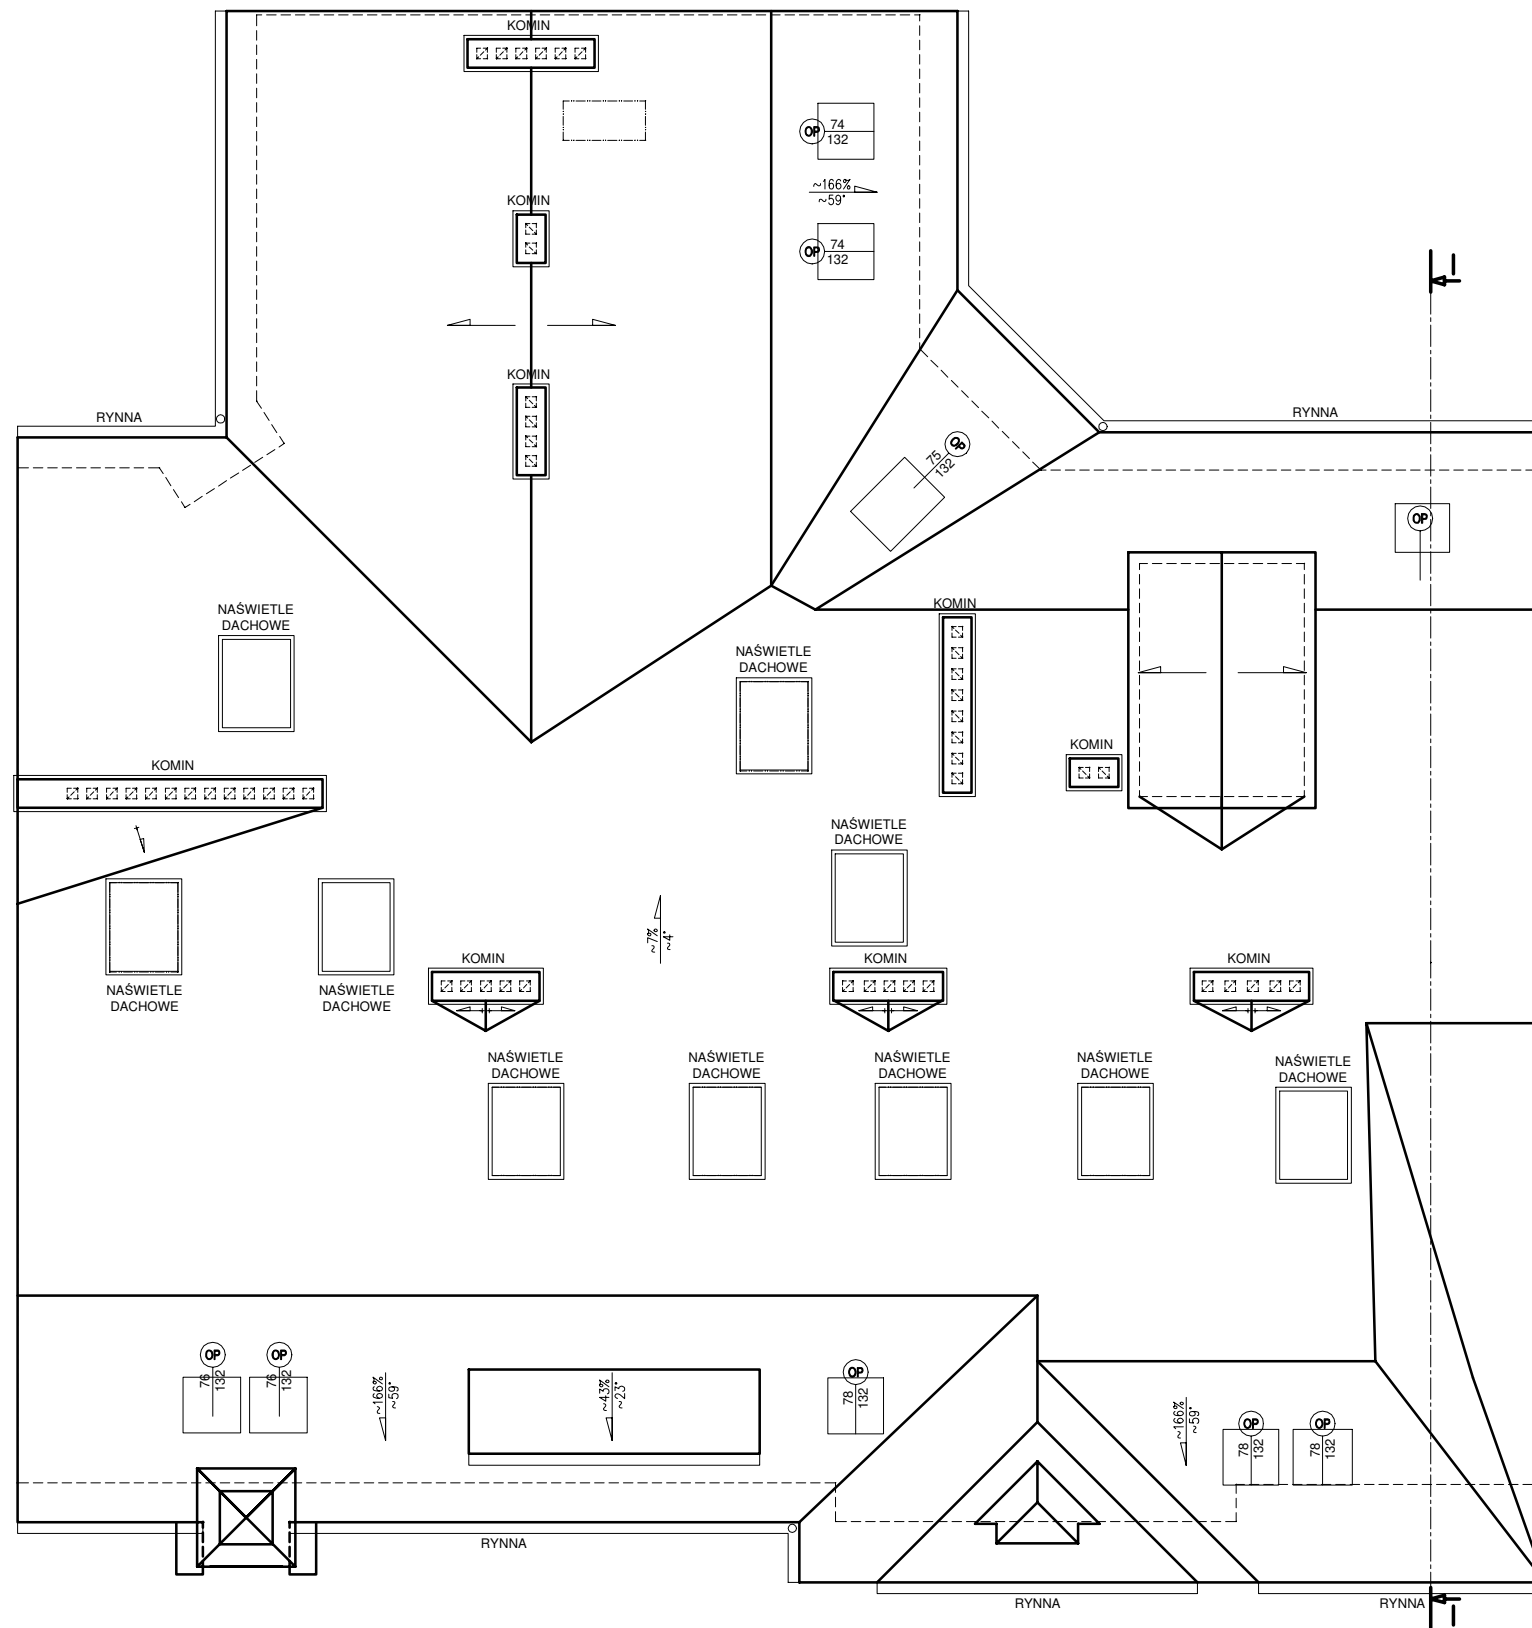 KOMIN
OP 74
132
~166%
~59°
KOMIN
OP 74
132
I
KOMIN
RYNNA
RYNNA
OP
75
132
OP
KOMIN
NAŚWIETLE
DACHOWE
NAŚWIETLE
DACHOWE
KOMIN
KOMIN
NAŚWIETLE
DACHOWE
~7%
~4°
KOMIN
KOMIN
KOMIN
NAŚWIETLE
DACHOWE
NAŚWIETLE
DACHOWE
NAŚWIETLE
DACHOWE
NAŚWIETLE
DACHOWE
NAŚWIETLE
DACHOWE
NAŚWIETLE
DACHOWE
NAŚWIETLE
DACHOWE
OP
76
132
OP
76
132
~166%
~59°
~43%
~23°
OP
78
132
~166%
~59°
OP
78
132
OP
78
132
RYNNA
RYNNA
RYNNA
I